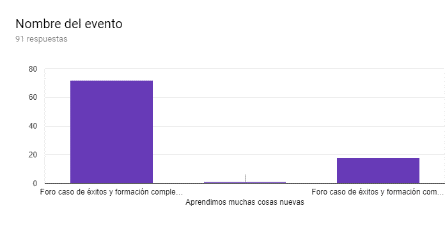 Nombre del evento
91 respuestas
80
60
40
20
0
Foro caso de éxitos y formación comple...
Aprendimos muchas cosas nuevas
Foro caso de éxitos y formación com...